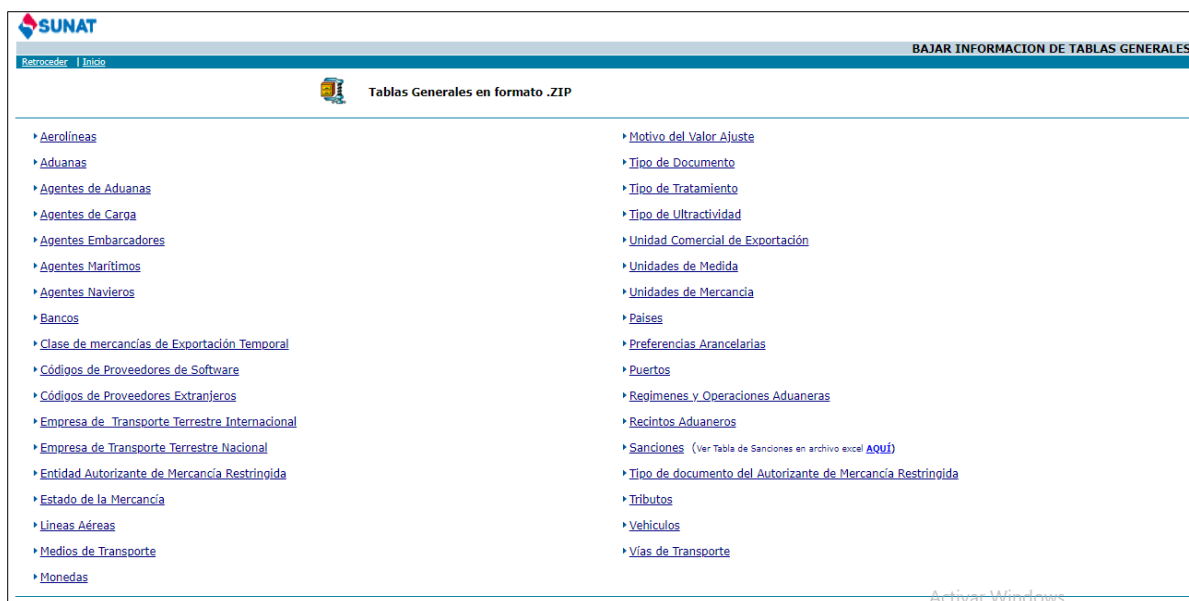 SUNAT
BAJAR INFORMACION DE TABLAS GENERALES
Retroceder | Inicio
Tablas Generales en formato .ZIP
Aerolíneas
Aduanas
Agentes de Aduanas
Agentes de Carga
Agentes Embarcadores
Agentes Marítimos
Agentes Navieros
Bancos
Clase de mercancías de Exportación Temporal
Códigos de Proveedores de Software
Códigos de Proveedores Extranjeros
Empresa de Transporte Terrestre Internacional
Empresa de Transporte Terrestre Nacional
Entidad Autorizante de Mercancía Restringida
Estado de la Mercancía
Lineas Aéreas
Medios de Transporte
Monedas
Motivo del Valor Ajuste
Tipo de Documento
Tipo de Tratamiento
Tipo de Ultractividad
Unidad Comercial de Exportación
Unidades de Medida
Unidades de Mercancia
Paises
Preferencias Arancelarias
Puertos
Regimenes y Operaciones Aduaneras
Recintos Aduaneros
Sanciones (Ver Tabla de Sanciones en archivo excel AQUÍ)
Tipo de documento del Autorizante de Mercancía Restringida
Tributos
Vehiculos
Vías de Transporte
Activar Windows